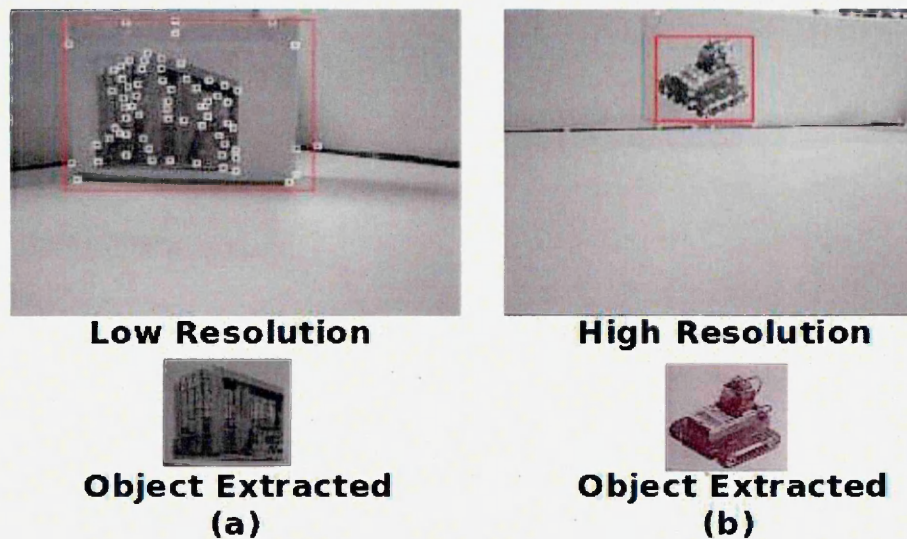 Low Resolution
High Resolution
Object Extracted
(a)
Object Extracted
(b)